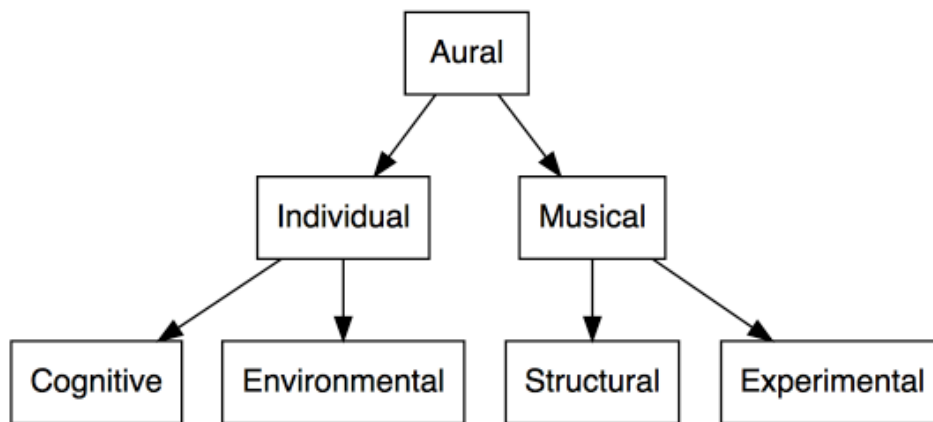 Aural
Individual
Musical
Cognitive
Environmental
Structural
Experimental